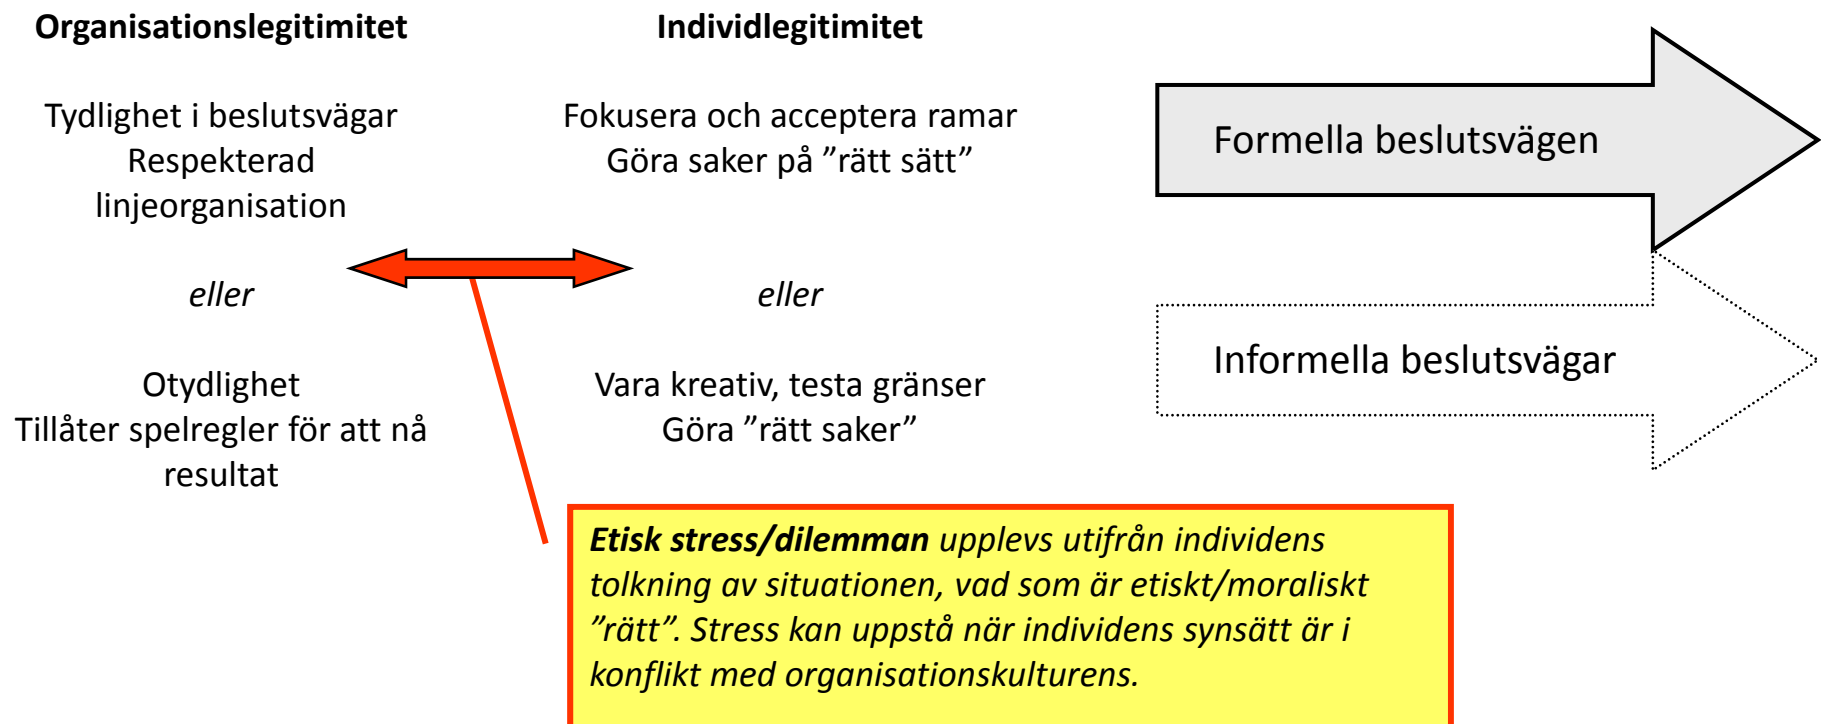 Organisationslegitimitet
Tydlighet i beslutsvägar
Respekterad
linjeorganisation
eller
Otydlighet
Tillåter spelregler för att nå
resultat
Individlegitimitet
Fokusera och acceptera ramar
Göra saker på ”rätt sätt”
eller
Vara kreativ, testa gränser
Göra ”rätt saker”
Formella beslutsvägen
Informella beslutsvägar
Etisk stress/dilemman upplevs utifrån individens
tolkning av situationen, vad som är etiskt/moraliskt
”rätt”. Stress kan uppstå när individens synsätt är i
konflikt med organisationskulturens.